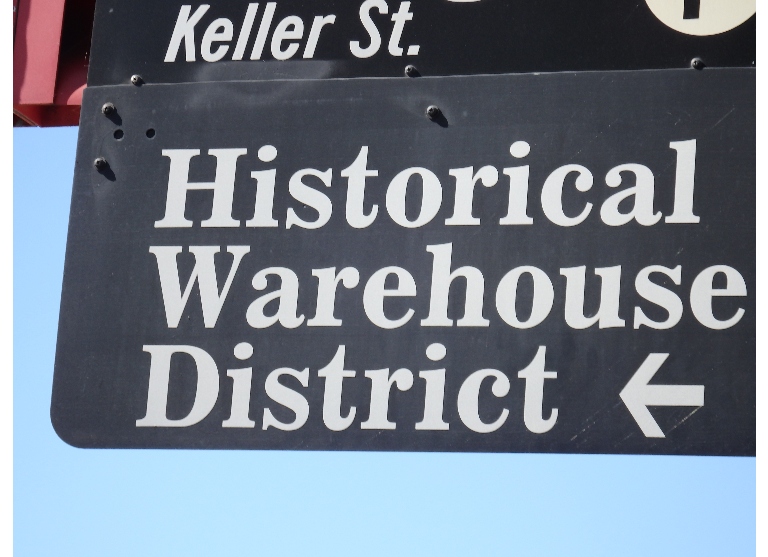 Keller St.
Historical
Warehouse
District